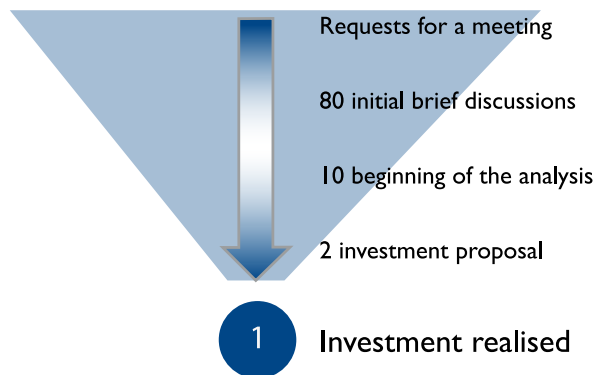 Requests for a meeting
80 initial brief discussions
10 beginning of the analysis
2 investment proposal
1 Investment realised